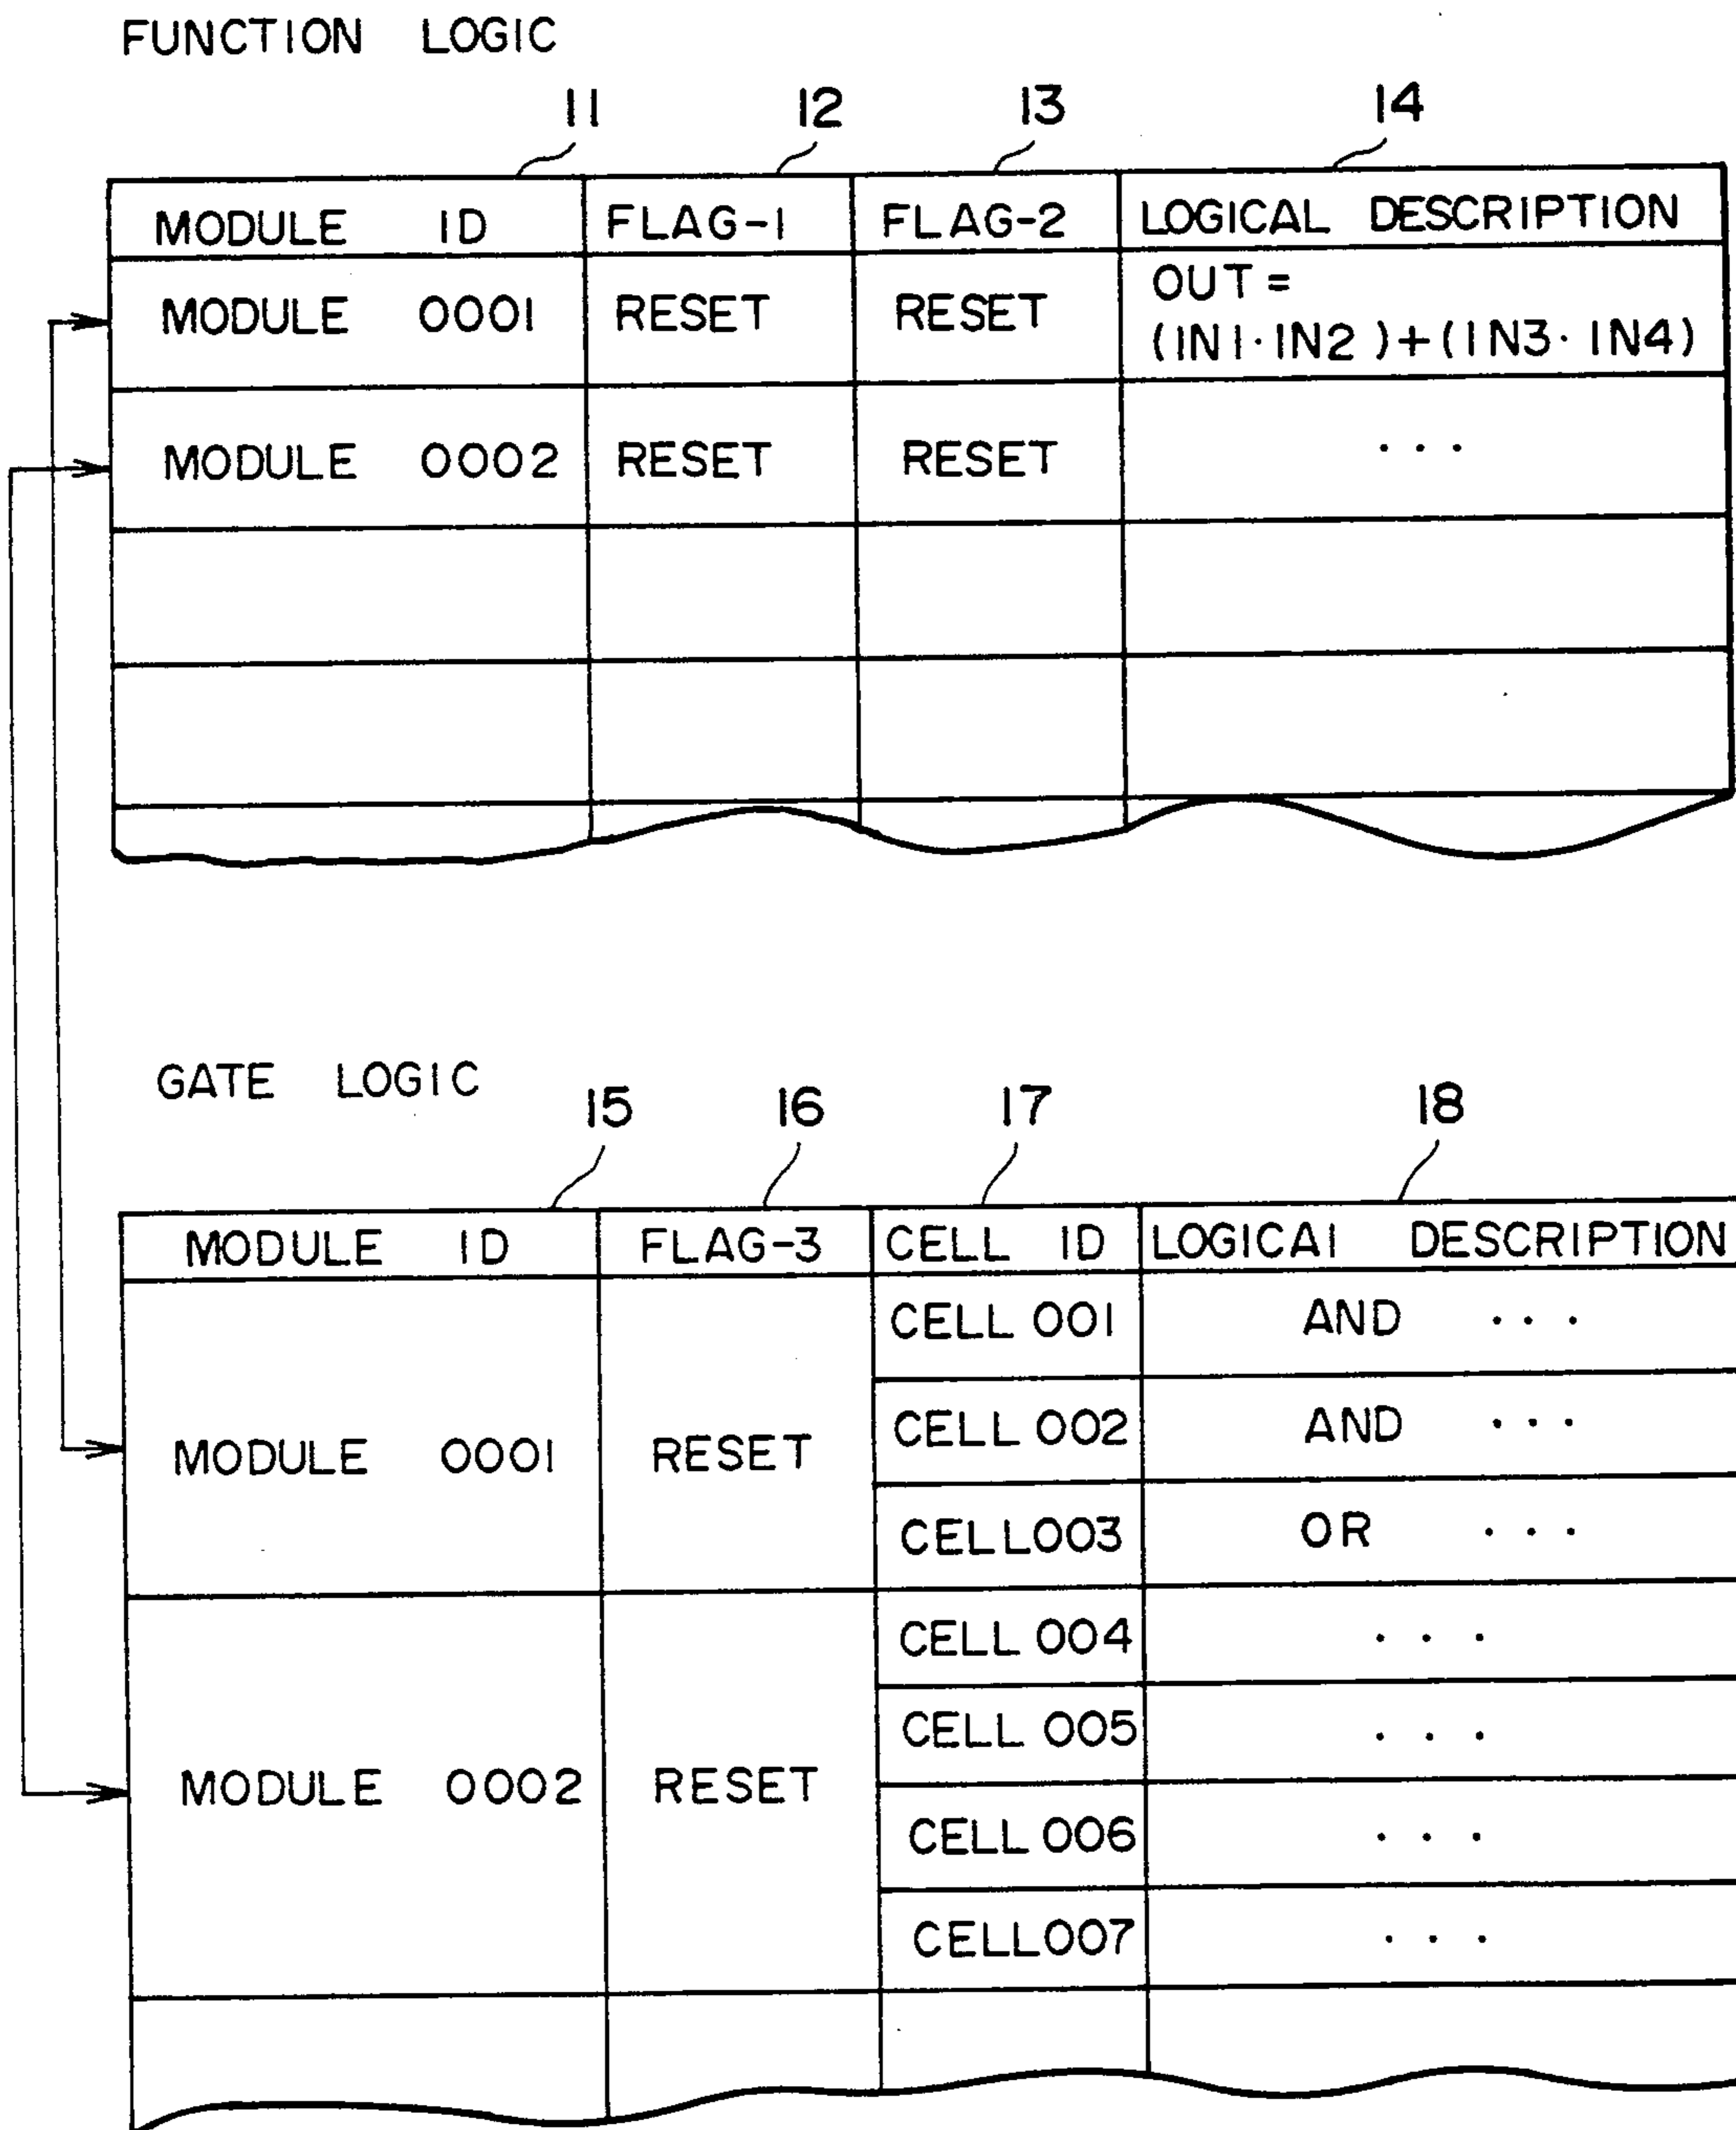 FUNCTION LOGIC
11 12 13 14
MODULE ID FLAG-1 FLAG-2 LOGICAL DESCRIPTION
MODULE 0001 RESET RESET OUT=
(IN1·IN2)+(IN3·IN4)
MODULE 0002 RESET RESET ···
GATE LOGIC
15 16 17 18
MODULE ID FLAG-3 CELL ID LOGICAl DESCRIPTION
CELL 001 AND ···
CELL 002 AND ···
MODULE 0001 RESET
CELL003 OR ···
CELL 004 ···
CELL 005 ···
MODULE 0002 RESET
CELL 006 ···
CELL007 ···